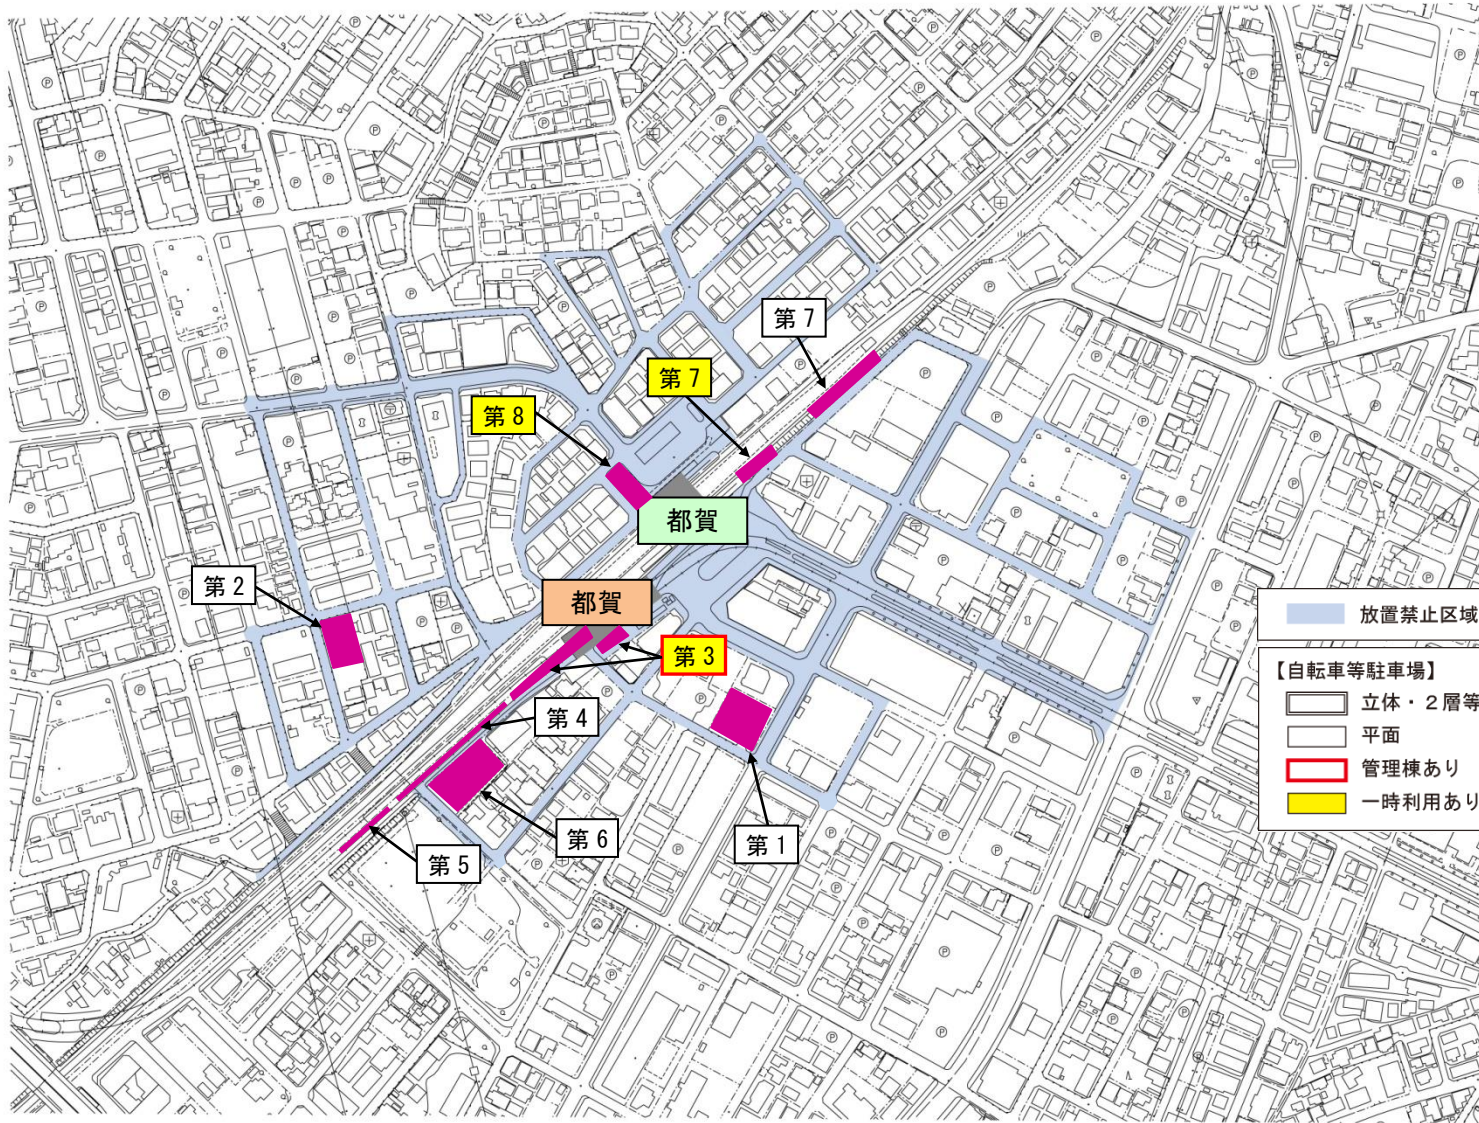 第7
第7
第8
都賀
第2
都賀
第3
第4
第6
第1
第5
放置禁止区域
【自転車等駐車場】
立体・2層等
平面
管理棟あり
一時利用あり